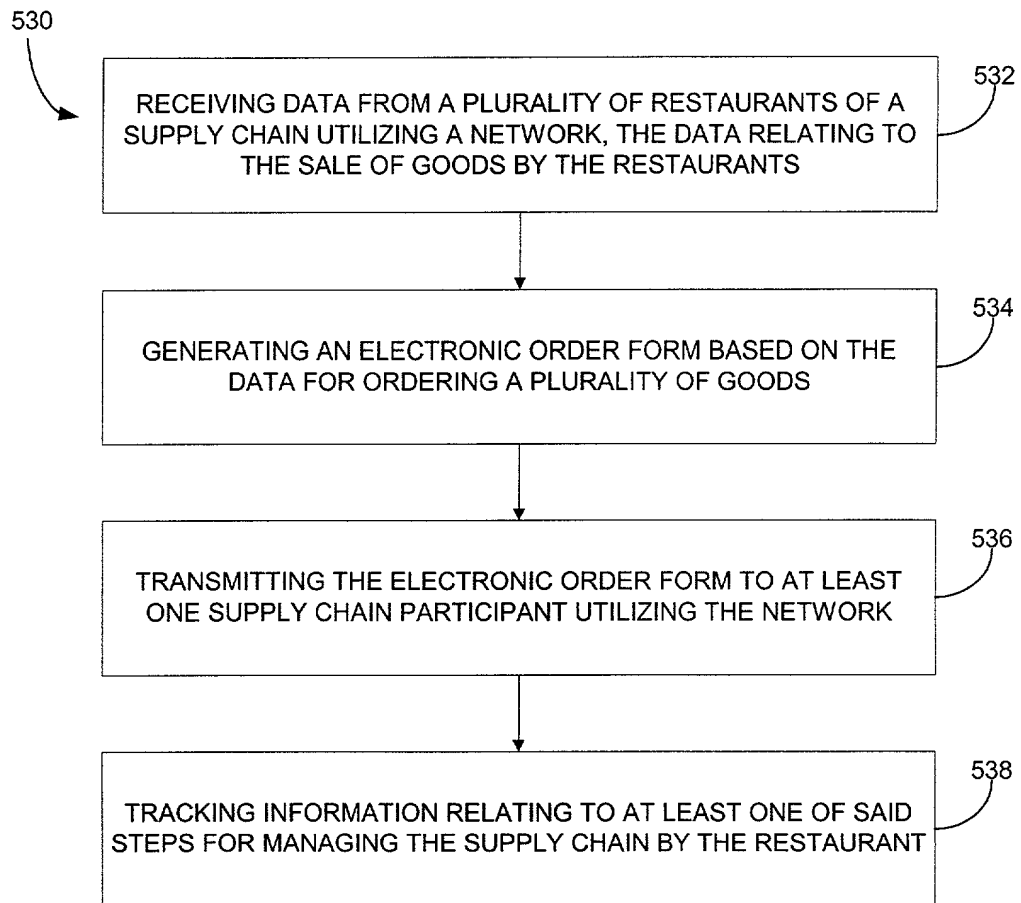 530
532
RECEIVING DATA FROM A PLURALITY OF RESTAURANTS OF A
SUPPLY CHAIN UTILIZING A NETWORK, THE DATA RELATING TO
THE SALE OF GOODS BY THE RESTAURANTS
534
GENERATING AN ELECTRONIC ORDER FORM BASED ON THE
DATA FOR ORDERING A PLURALITY OF GOODS
536
TRANSMITTING THE ELECTRONIC ORDER FORM TO AT LEAST
ONE SUPPLY CHAIN PARTICIPANT UTILIZING THE NETWORK
538
TRACKING INFORMATION RELATING TO AT LEAST ONE OF SAID
STEPS FOR MANAGING THE SUPPLY CHAIN BY THE RESTAURANT